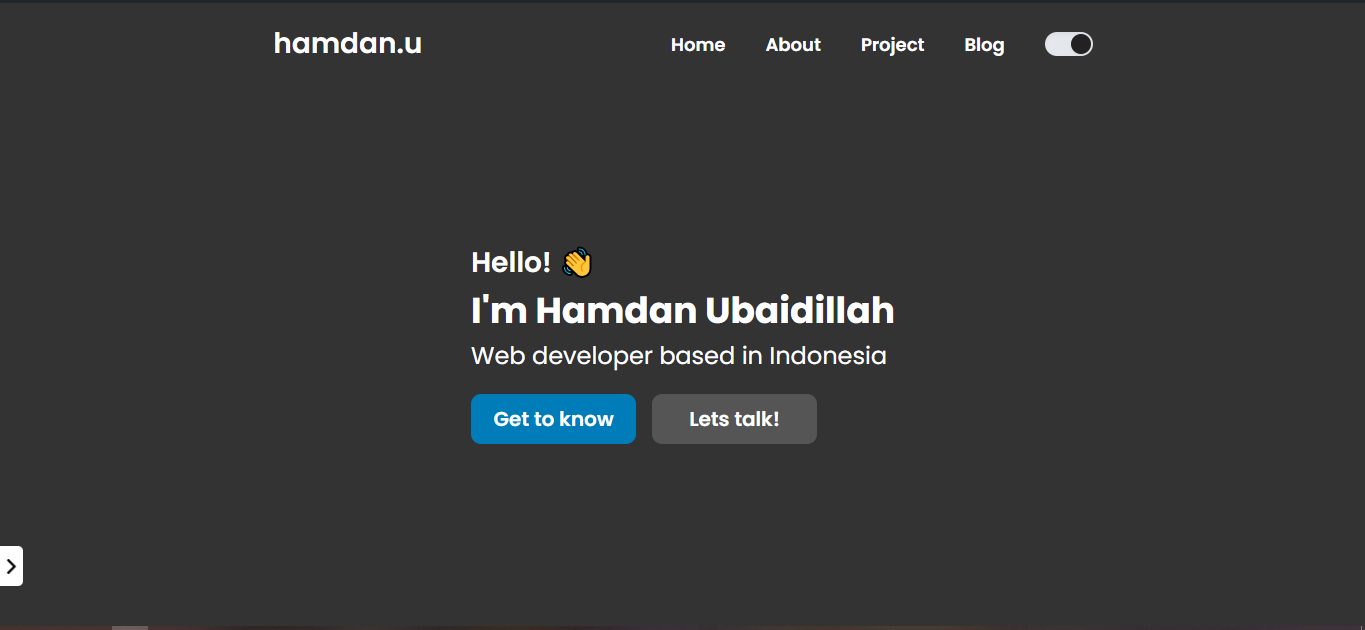 hamdan.u
Home About Project Blog
Hello! 👋
I'm Hamdan Ubaidillah
Web developer based in Indonesia
Get to know
Lets talk!